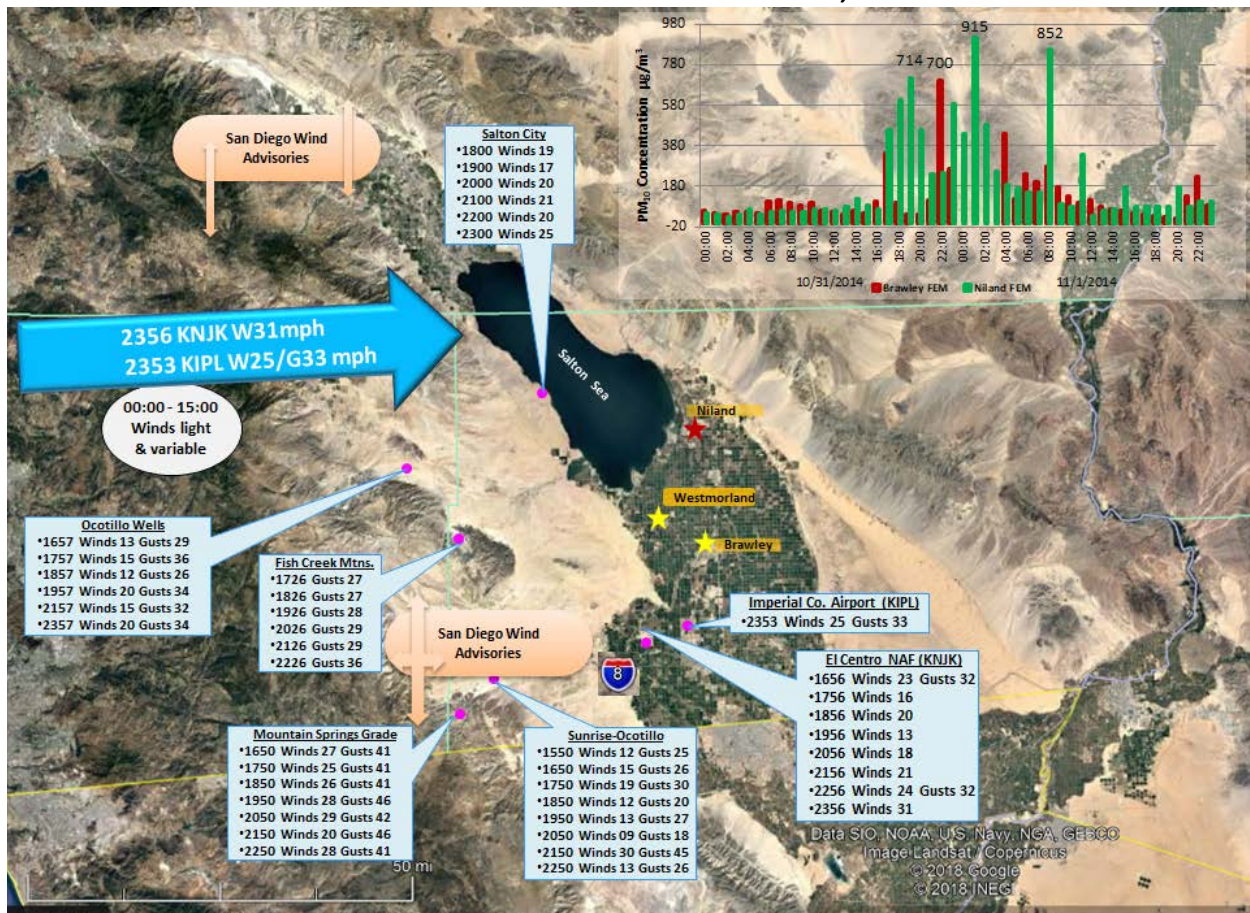 980
780
580
380
180
-20
PM10 Concentration µg/m³
714
700
915
852
00:00
02:00
04:00
06:00
08:00
10:00
12:00
14:00
16:00
18:00
20:00
22:00
00:00
02:00
04:00
06:00
08:00
10:00
12:00
14:00
16:00
18:00
20:00
22:00
10/31/2014
Brawley FEM
Niland FEM
11/1/2014
San Diego Wind
Advisories
Salton City
•1800 Winds 19
•1900 Winds 17
•2000 Winds 20
•2100 Winds 21
•2200 Winds 20
•2300 Winds 25
2356 KNJK W31mph
2353 KIPL W25/G33 mph
Salton Sea
00:00 - 15:00
Winds light
& variable
Niland
Westmorland
Brawley
Ocotillo Wells
•1657 Winds 13 Gusts 29
•1757 Winds 15 Gusts 36
•1857 Winds 12 Gusts 26
•1957 Winds 20 Gusts 34
•2157 Winds 15 Gusts 32
•2357 Winds 20 Gusts 34
Fish Creek Mtns.
•1726 Gusts 27
•1826 Gusts 27
•1926 Gusts 28
•2026 Gusts 29
•2126 Gusts 29
•2226 Gusts 36
San Diego Wind
Advisories
8
Imperial Co. Airport (KIPL)
•2353 Winds 25 Gusts 33
El Centro NAF (KNJK)
•1656 Winds 23 Gusts 32
•1756 Winds 16
•1856 Winds 20
•1956 Winds 13
•2056 Winds 18
•2156 Winds 21
•2256 Winds 24 Gusts 32
•2356 Winds 31
Mountain Springs Grade
•1650 Winds 27 Gusts 41
•1750 Winds 25 Gusts 41
•1850 Winds 26 Gusts 41
•1950 Winds 28 Gusts 46
•2050 Winds 29 Gusts 42
•2150 Winds 20 Gusts 46
•2250 Winds 28 Gusts 41
Sunrise-Ocotillo
•1550 Winds 12 Gusts 25
•1650 Winds 15 Gusts 26
•1750 Winds 19 Gusts 30
•1850 Winds 12 Gusts 20
•1950 Winds 13 Gusts 27
•2050 Winds 09 Gusts 18
•2150 Winds 30 Gusts 45
•2250 Winds 13 Gusts 26
50 mi
Data SIO, NOAA, U.S. Navy, NGA, GEBCO
Image Landsat / Copernicus
© 2018 Google
© 2018 INEGI